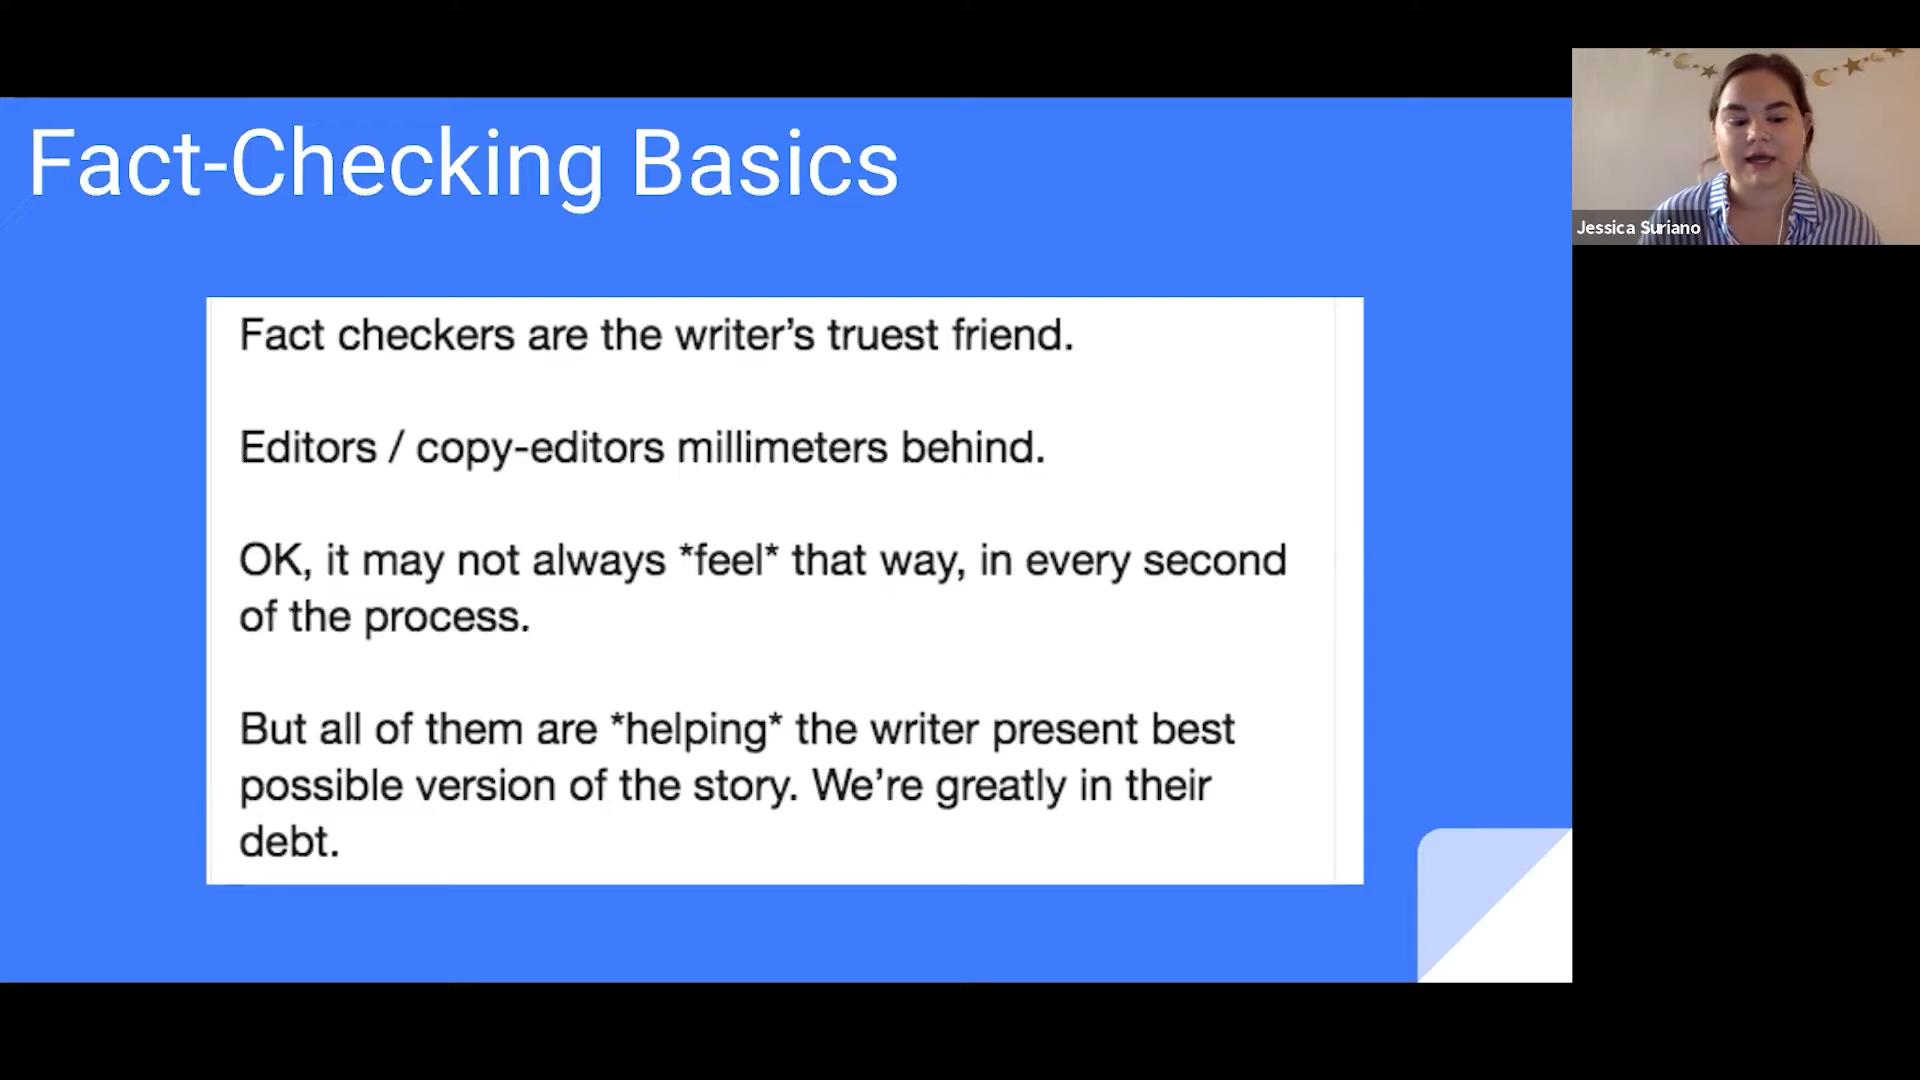 Fact-Checking Basics
Fact checkers are the writer’s truest friend.
Editors / copy-editors millimeters behind.
OK, it may not always *feel* that way, in every second
of the process.
But all of them are *helping* the writer present best
possible version of the story. We’re greatly in their
debt.
Jessica Suriano